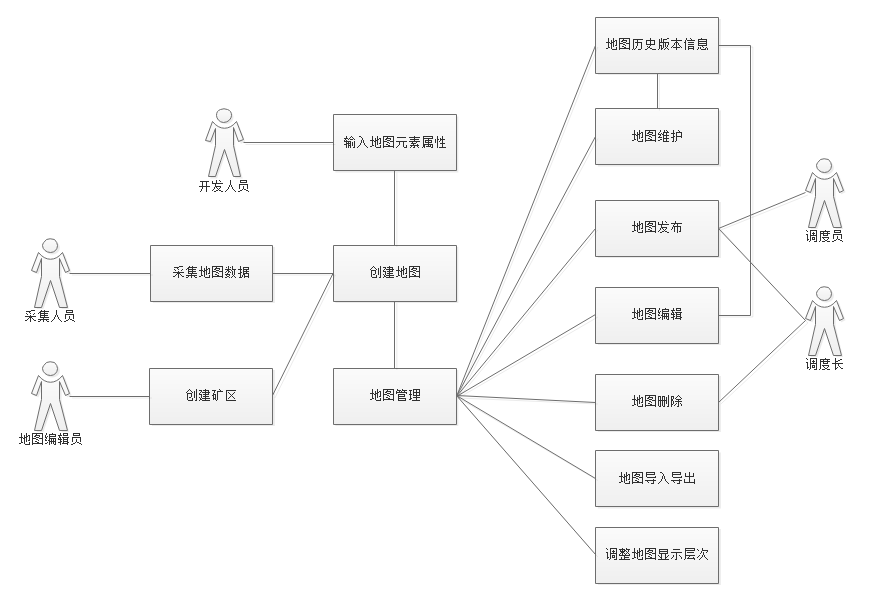 地图历史版本信息
输入地图元素属性
地图维护
开发人员
地图发布
调度员
采集地图数据
创建地图
采集人员
地图编辑
调度长
创建矿区
地图管理
地图删除
地图编辑员
地图导入导出
调整地图显示层次